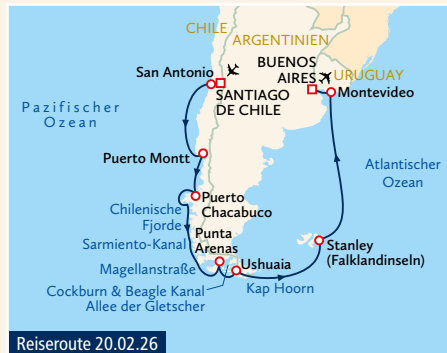 CHILE
ARGENTINIEN
BUENOS
AIRES
URUGUAY
San Antonio
SANTIAGO
DE CHILE
Montevideo
Pazifischer
Ozean
Puerto Montt
Atlantischer
Ozean
Chilenische
Fjorde
Puerto
Chacabuco
Sarmiento-Kanal
Punta
Arenas
Stanley
(Falklandinseln)
Magellanstraße
Ushuaia
Cockburn & Beagle Kanal
Allee der Gletscher
Kap Hoorn
Reiseroute 20.02.26